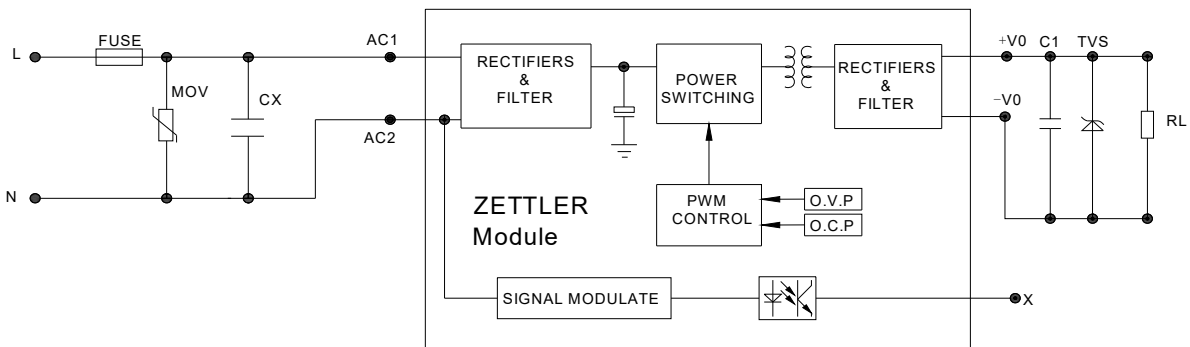 L
FUSE
MOV
CX
N
AC1
AC2
RECTIFIERS
&
FILTER
POWER
SWITCHING
RECTIFIERS
&
FILTER
+V0
C1
TVS
−V0
RL
ZETTLER
Module
PWM
CONTROL
O.V.P
O.C.P
SIGNAL MODULATE
X